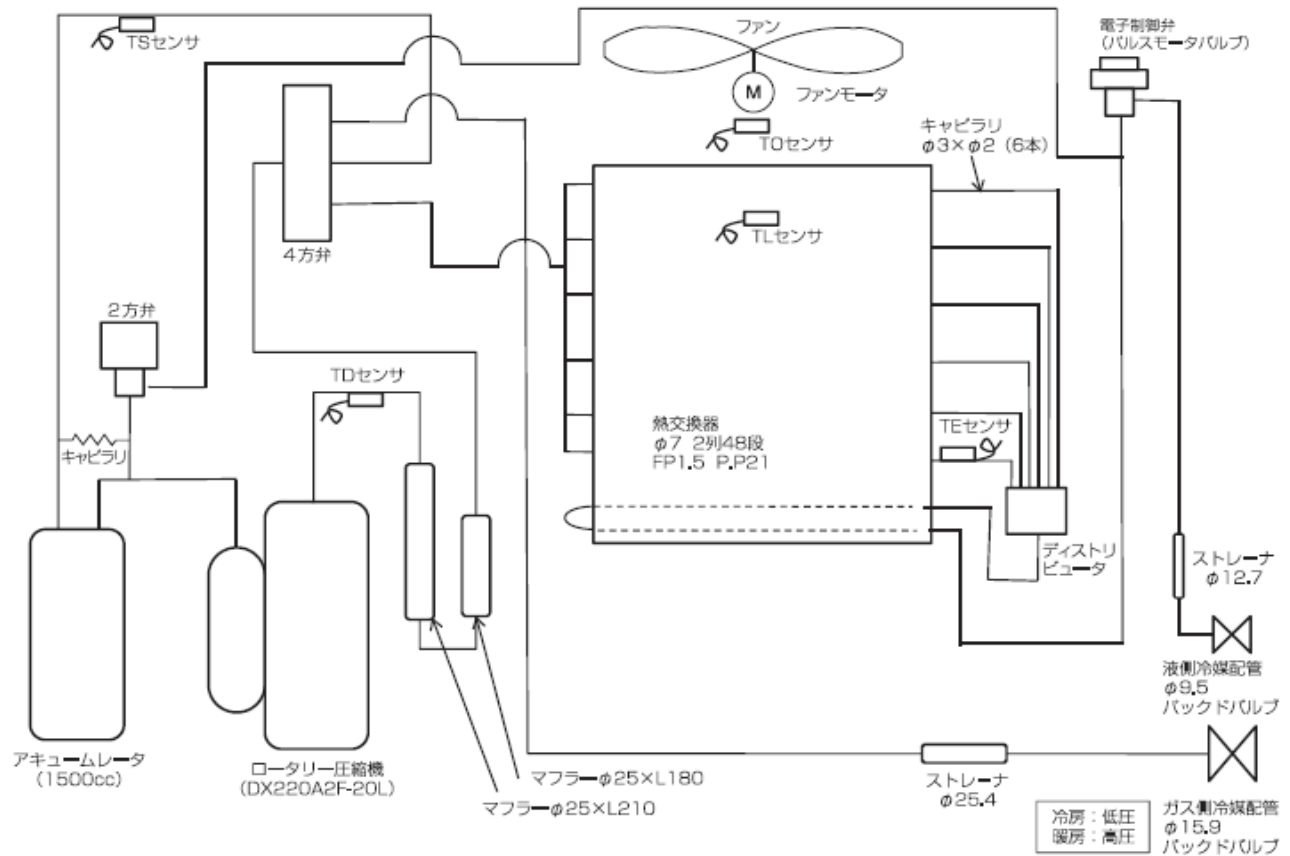 TSセンサ
ファン
M
ファンモータ
TOセンサ
電子制御弁
(パルスモータバルブ)
キャピラリ
φ3×φ2 (6本)
4方弁
TLセンサ
2方弁
TDセンサ
キャピラリ
熱交換器
φ7 2列48段
FP1.5 P.P21
TEセンサ
ディストリ
ビュータ
ストレーナ
φ12.7
液側冷媒配管
φ9.5
パックドバルブ
アキュームレータ
(1500cc)
ロータリー圧縮機
(DX220A2F-20L)
マフラーφ25×L180
マフラーφ25×L210
ストレーナ
φ25.4
冷房:低圧
暖房:高圧
ガス側冷媒配管
φ15.9
パックドバルブ